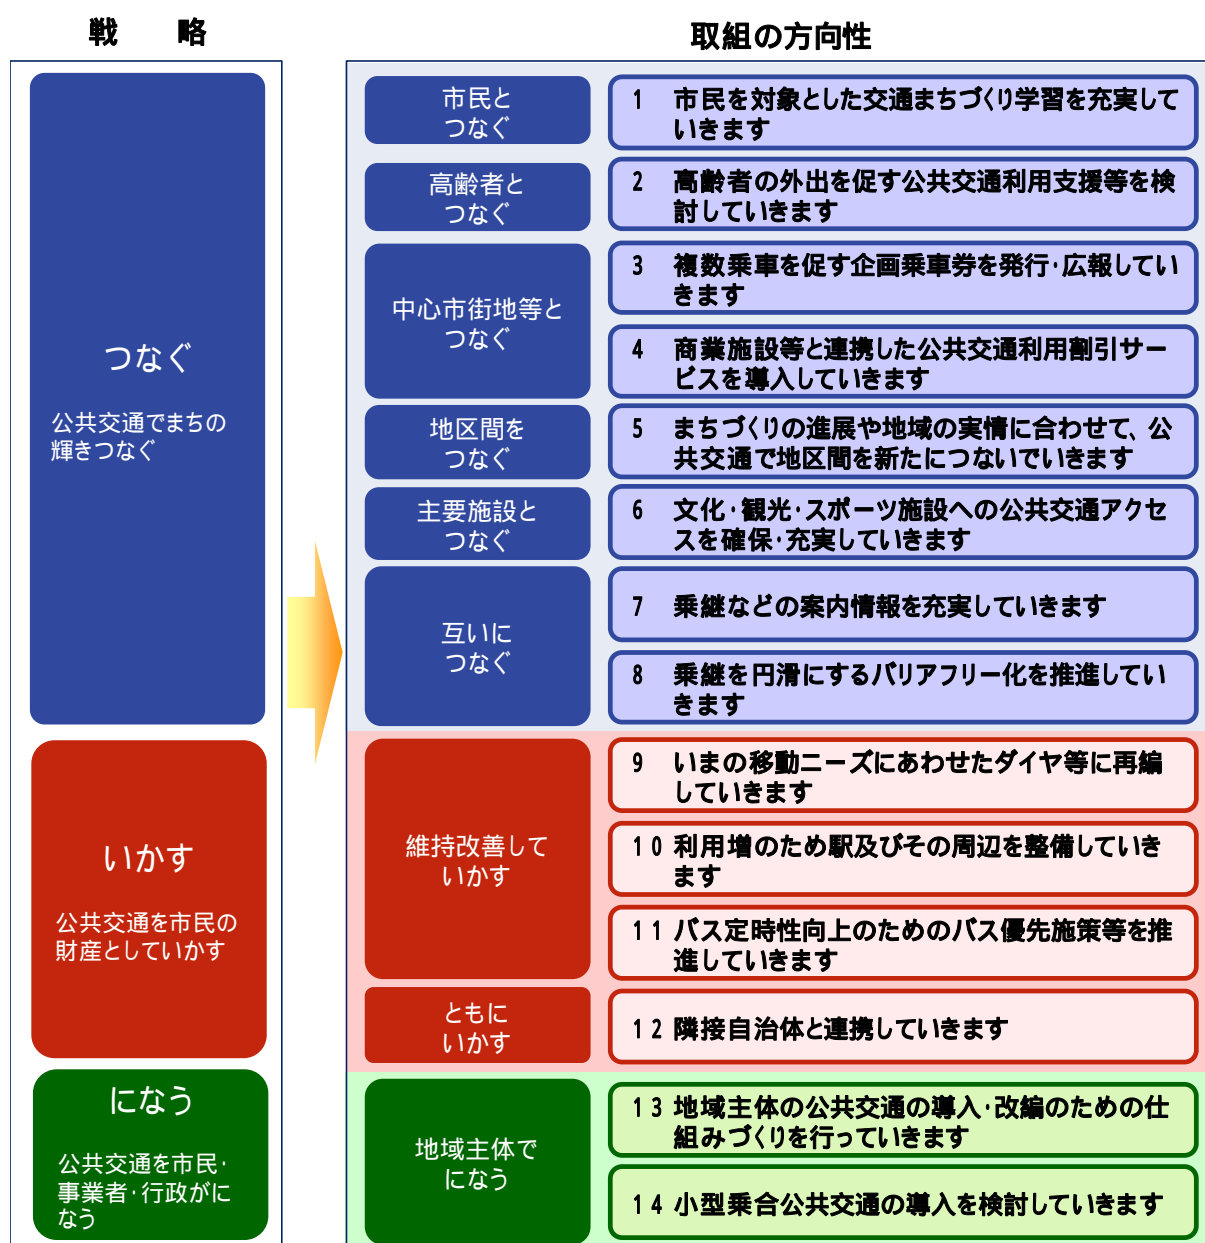 戦　略
取組の方向性
つなぐ
公共交通でまちの
輝きつなぐ
市民と
つなぐ
1　市民を対象とした交通まちづくり学習を充実して
いきます
高齢者と
つなぐ
2　高齢者の外出を促す公共交通利用支援等を検
討していきます
中心市街地等と
つなぐ
3　複数乗車を促す企画乗車券を発行・広報してい
きます
4　商業施設等と連携した公共交通利用割引サー
ビスを導入していきます
地区間を
つなぐ
5　まちづくりの進展や地域の実情に合わせて、公
共交通で地区間を新たにつないでいきます
主要施設と
つなぐ
6　文化・観光・スポーツ施設への公共交通アクセ
スを確保・充実していきます
互いに
つなぐ
7　乗継などの案内情報を充実していきます
8　乗継を円滑にするバリアフリー化を推進してい
きます
いかす
公共交通を市民の
財産としていかす
維持改善して
いかす
9　いまの移動ニーズにあわせたダイヤ等に再編
していきます
10 利用増のため駅及びその周辺を整備していき
ます
11 バス定時性向上のためのバス優先施策等を推
進していきます
ともに
いかす
12 隣接自治体と連携していきます
になう
公共交通を市民・
事業者・行政がに
なう
地域主体で
になう
13 地域主体の公共交通の導入・改編のための仕
組みづくりを行っていきます
14 小型乗合公共交通の導入を検討していきます